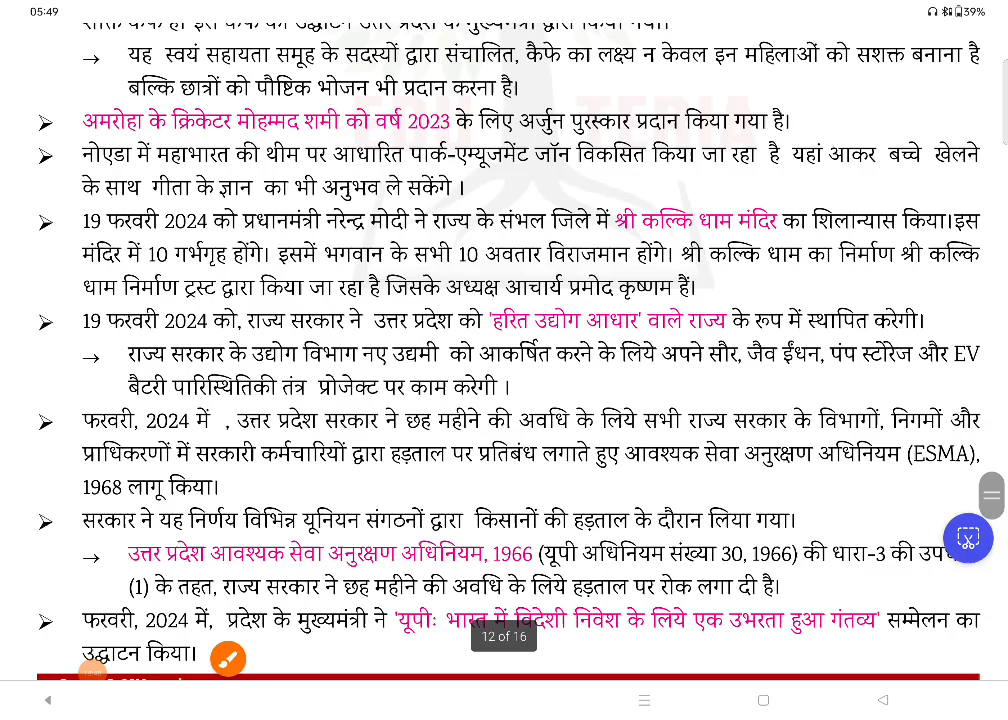 05:49
39%
शक्ति कैफे है। इस कैफे का उद्घाटन उत्तर प्रदेश के मुख्यमंत्री द्वारा किया गया।
→ यह स्वयं सहायता समूह के सदस्यों द्वारा संचालित, कैफे का लक्ष्य न केवल इन महिलाओं को सशक्त बनाना है
बल्कि छात्रों को पौष्टिक भोजन भी प्रदान करना है।
➢ अमरोहा के क्रिकेटर मोहम्मद शमी को वर्ष 2023 के लिए अर्जुन पुरस्कार प्रदान किया गया है।
➢ नोएडा में महाभारत की थीम पर आधारित पार्क-एम्यूजमेंट जॉन विकसित किया जा रहा है यहां आकर बच्चे खेलने
के साथ गीता के ज्ञान का भी अनुभव ले सकेंगे ।
➢ 19 फरवरी 2024 को प्रधानमंत्री नरेन्द्र मोदी ने राज्य के संभल जिले में श्री कल्कि धाम मंदिर का शिलान्यास किया।इस
मंदिर में 10 गर्भगृह होंगे। इसमें भगवान के सभी 10 अवतार विराजमान होंगे। श्री कल्कि धाम का निर्माण श्री कल्कि
धाम निर्माण ट्रस्ट द्वारा किया जा रहा है जिसके अध्यक्ष आचार्य प्रमोद कृष्णम हैं।
➢ 19 फरवरी 2024 को, राज्य सरकार ने उत्तर प्रदेश को 'हरित उद्योग आधार' वाले राज्य के रूप में स्थापित करेगी।
→ राज्य सरकार के उद्योग विभाग नए उद्यमी को आकर्षित करने के लिये अपने सौर, जैव ईंधन, पंप स्टोरेज और EV
बैटरी पारिस्थितिकी तंत्र प्रोजेक्ट पर काम करेगी ।
➢ फरवरी, 2024 में , उत्तर प्रदेश सरकार ने छह महीने की अवधि के लिये सभी राज्य सरकार के विभागों, निगमों और
प्राधिकरणों में सरकारी कर्मचारियों द्वारा हड़ताल पर प्रतिबंध लगाते हुए आवश्यक सेवा अनुरक्षण अधिनियम (ESMA),
1968 लागू किया।
➢ सरकार ने यह निर्णय विभिन्न यूनियन संगठनों द्वारा किसानों की हड़ताल के दौरान लिया गया।
→ उत्तर प्रदेश आवश्यक सेवा अनुरक्षण अधिनियम, 1966 (यूपी अधिनियम संख्या 30, 1966) की धारा-3 की
(1) के तहत, राज्य सरकार ने छह महीने की अवधि के लिये हड़ताल पर रोक लगा दी है।
➢ फरवरी, 2024 में, प्रदेश के मुख्यमंत्री ने 'यूपीः भारत में विदेशी निवेश के लिये एक उभरता हुआ गंतव्य' सम्मेलन का
उद्घाटन किया।
12 of 16